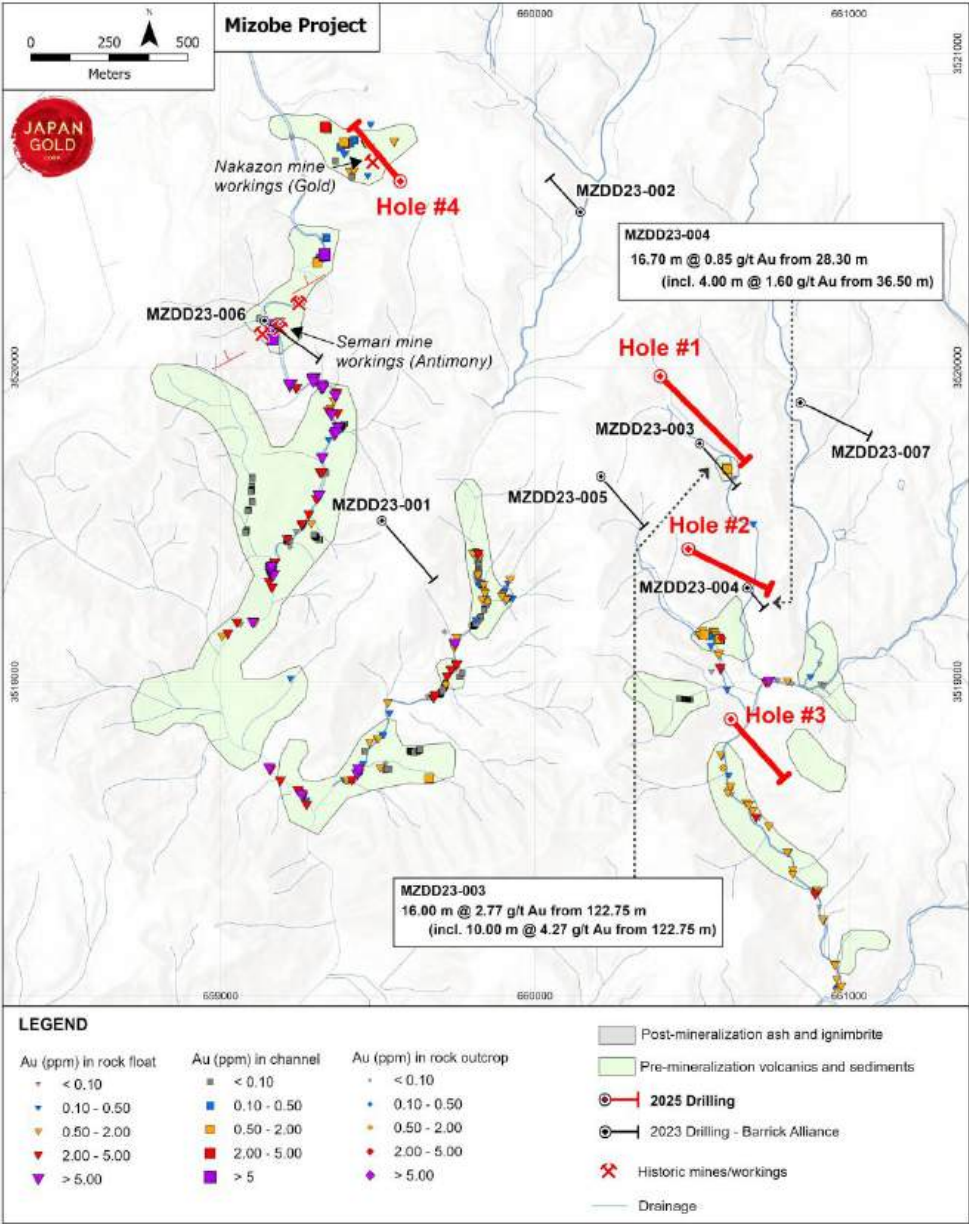 Mizobe Project
N
0 250 500
Meters
660000
661000
3521000
JAPAN
GOLD
CORP.
Nakazon mine
workings (Gold)
Hole #4
MZDD23-002
MZDD23-004
16.70 m @ 0.85 g/t Au from 28.30 m
(incl. 4.00 m @ 1.60 g/t Au from 36.50 m)
MZDD23-006
Semari mine
workings (Antimony)
Hole #1
3520000
3520000
MZDD23-003
MZDD23-007
MZDD23-005
MZDD23-001
Hole #2
MZDD23-004
3519000
3519000
Hole #3
MZDD23-003
16.00 m @ 2.77 g/t Au from 122.75 m
(incl. 10.00 m @ 4.27 g/t Au from 122.75 m)
659000
660000
661000
LEGEND
Au (ppm) in rock float
< 0.10
0.10 - 0.50
0.50 - 2.00
2.00 - 5.00
> 5.00
Au (ppm) in channel
< 0.10
0.10 - 0.50
0.50 - 2.00
2.00 - 5.00
> 5
Au (ppm) in rock outcrop
< 0.10
0.10 - 0.50
0.50 - 2.00
2.00 - 5.00
> 5.00
Post-mineralization ash and ignimbrite
Pre-mineralization volcanics and sediments
2025 Drilling
2023 Drilling - Barrick Alliance
Historic mines/workings
Drainage